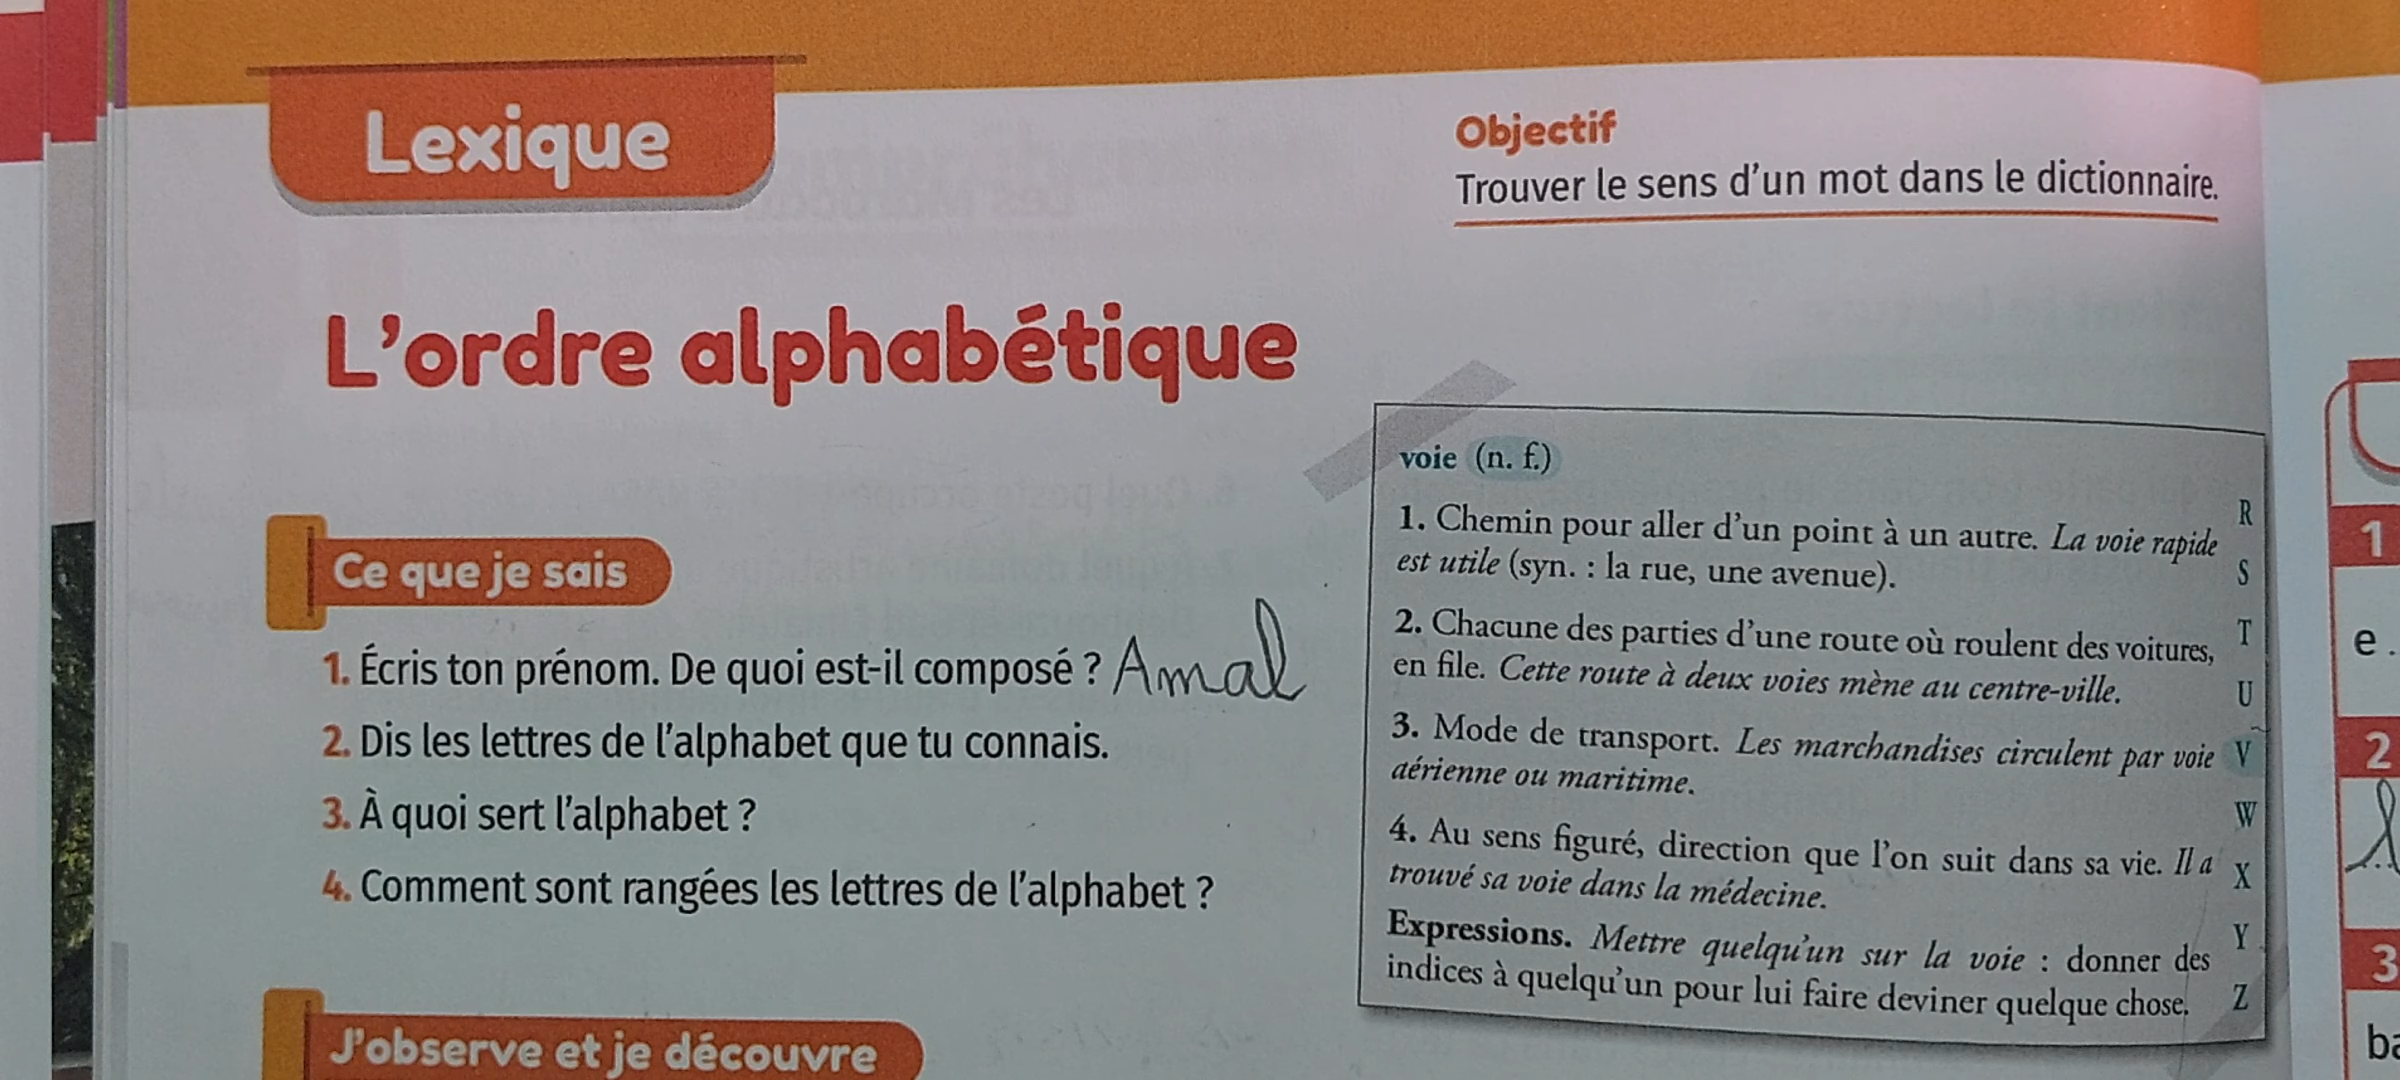 Lexique
Objectif
Trouver le sens d'un mot dans le dictionnaire.
L'ordre alphabétique
Ce que je sais
1. Écris ton prénom. De quoi est-il composé ? Amal
2. Dis les lettres de l'alphabet que tu connais.
3. À quoi sert l'alphabet ?
4. Comment sont rangées les lettres de l'alphabet ?
J'observe et je découvre
voie (n. f.)
1. Chemin pour aller d'un point à un autre. La voie rapide
est utile (syn. : la rue, une avenue).
2. Chacune des parties d'une route où roulent des voitures,
en file. Cette route à deux voies mène au centre-ville.
3. Mode de transport. Les marchandises circulent par voie
aérienne ou maritime.
4. Au sens figuré, direction que l'on suit dans sa vie. Il a
trouvé sa voie dans la médecine.
Expressions. Mettre quelqu'un sur la voie : donner des
indices à quelqu'un pour lui faire deviner quelque chose.
R
S
T
U
V
W
X
Y
Z
1
e.
2
3